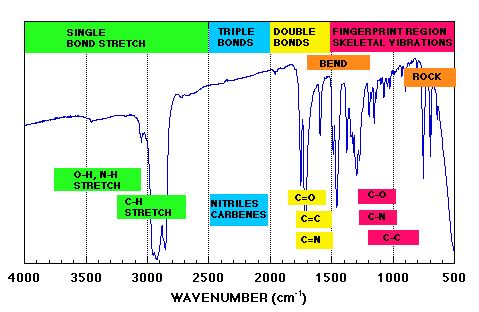 SINGLE
BOND STRETCH
TRIPLE
BONDS
DOUBLE
BONDS
FINGERPRINT REGION
SKELETAL VYIBRATIONS
BEND
ROCK
O-H, N-H
STRETCH
C-H
STRETCH
NITRILES
CARBENES
C=O
C=C
C=N
C-O
C-N
C-C
4000 3500 3000 2500 2000 1500 1000 500
WAVENUMBER (cm⁻¹)